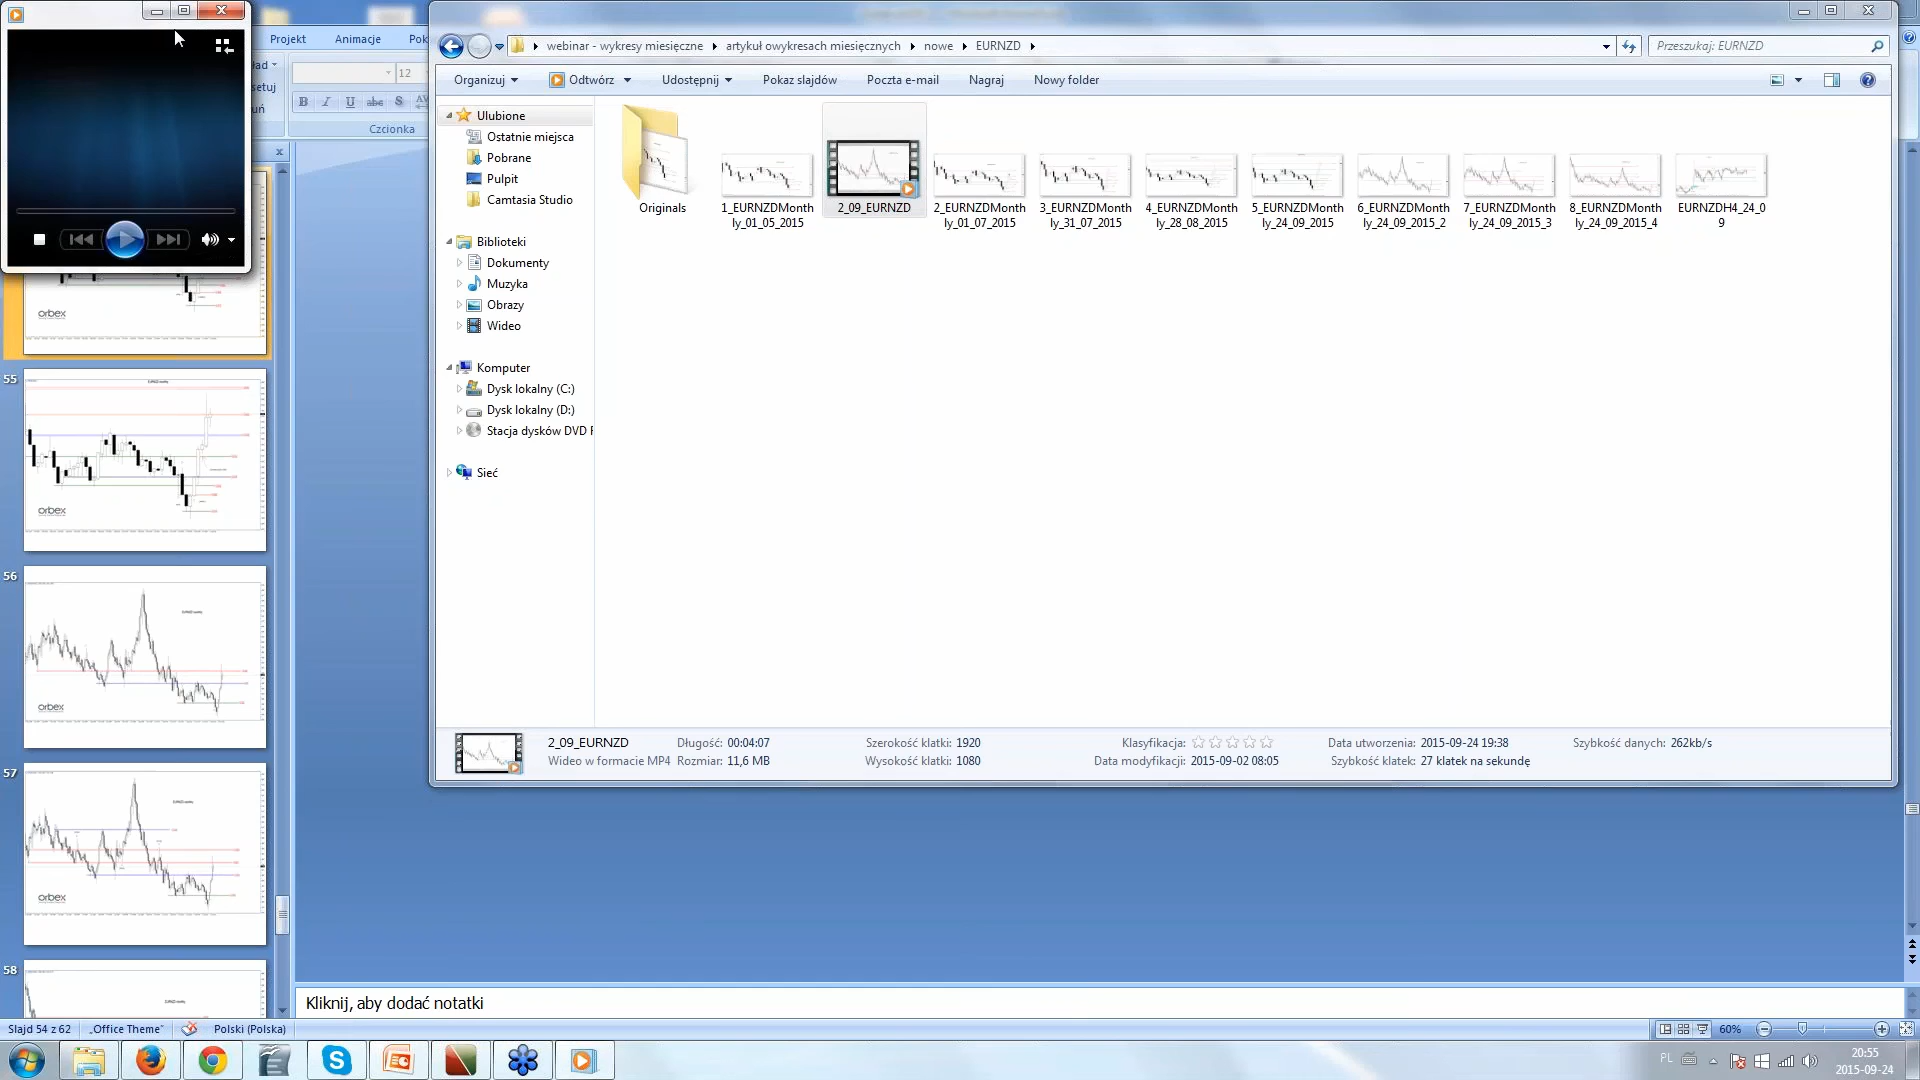 Projekt Animacje Pok
webinar - wykresy miesięczne artykuł owykresach miesięcznych nowe EURNZD
Przeszukaj: EURNZD
12
B I U abe S AV
Czcionka
Organizuj Odtwórz Udostępnij Pokaz slajdów Poczta e-mail Nagraj Nowy folder
Ulubione
Ostatnie miejsca
Pobrane
Pulpit
Camtasia Studio
Biblioteki
Dokumenty
Muzyka
Obrazy
Wideo
Komputer
Dysk lokalny (C:)
Dysk lokalny (D:)
Stacja dysków DVD
Sieć
Originals
1_EURNZDMonth
ly_01_05_2015
2_09_EURNZD
2_EURNZDMonth
ly_01_07_2015
3_EURNZDMonth
ly_31_07_2015
4_EURNZDMonth
ly_28_08_2015
5_EURNZDMonth
ly_24_09_2015
6_EURNZDMonth
ly_24_09_2015_2
7_EURNZDMonth
ly_24_09_2015_3
8_EURNZDMonth
ly_24_09_2015_4
EURNZDH4_24_0
9
2_09_EURNZD Długość: 00:04:07 Szerokość klatki: 1920 Klasyfikacja: Data utworzenia: 2015-09-24 19:38 Szybkość danych: 262kb/s
Wideo w formacie MP4 Rozmiar: 11,6 MB Wysokość klatki: 1080 Data modyfikacji: 2015-09-02 08:05 Szybkość klatek: 27 klatek na sekundę
orbex
55
orbex
56
orbex
57
orbex
58
Kliknij, aby dodać notatki
Slajd 54 z 62 „Office Theme” Polski (Polska) 60%
PL 20:55
2015-09-24